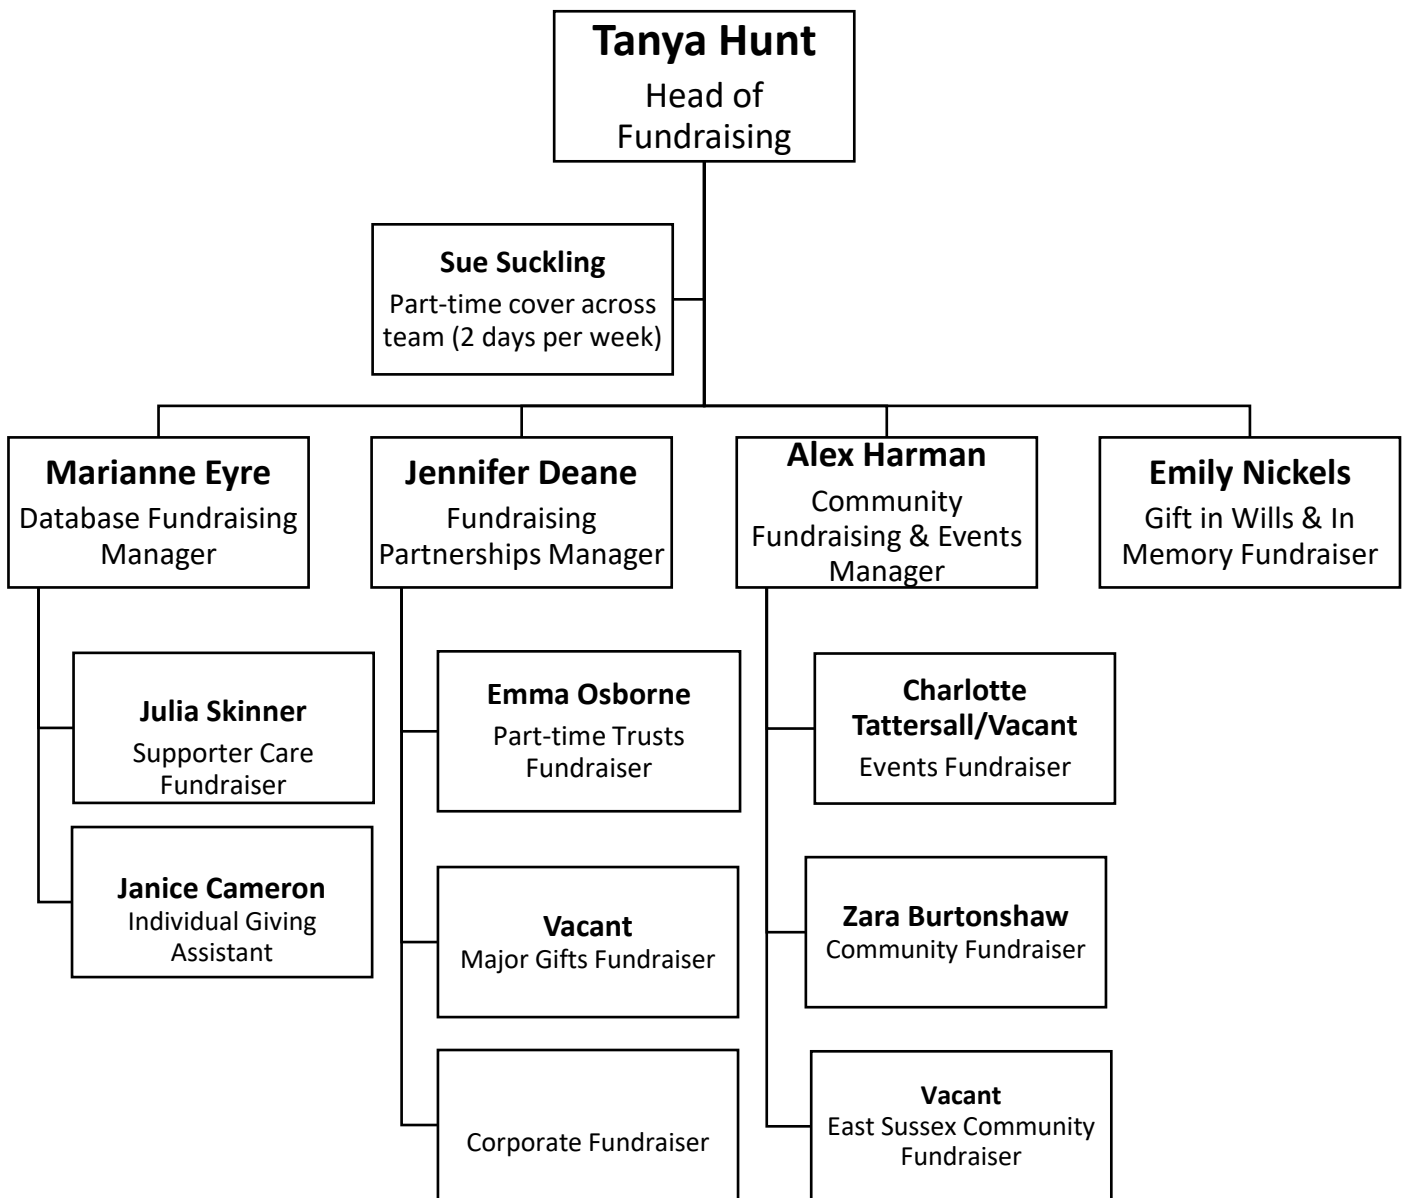 Tanya Hunt
Head of
Fundraising
Sue Suckling
Part-time cover across
team (2 days per week)
Marianne Eyre
Database Fundraising
Manager
Jennifer Deane
Fundraising
Partnerships Manager
Alex Harman
Community
Fundraising & Events
Manager
Emily Nickels
Gift in Wills & In
Memory Fundraiser
Julia Skinner
Supporter Care
Fundraiser
Janice Cameron
Individual Giving
Assistant
Emma Osborne
Part-time Trusts
Fundraiser
Vacant
Major Gifts Fundraiser
Corporate Fundraiser
Charlotte
Tattersall/Vacant
Events Fundraiser
Zara Burtonshaw
Community Fundraiser
Vacant
East Sussex Community
Fundraiser